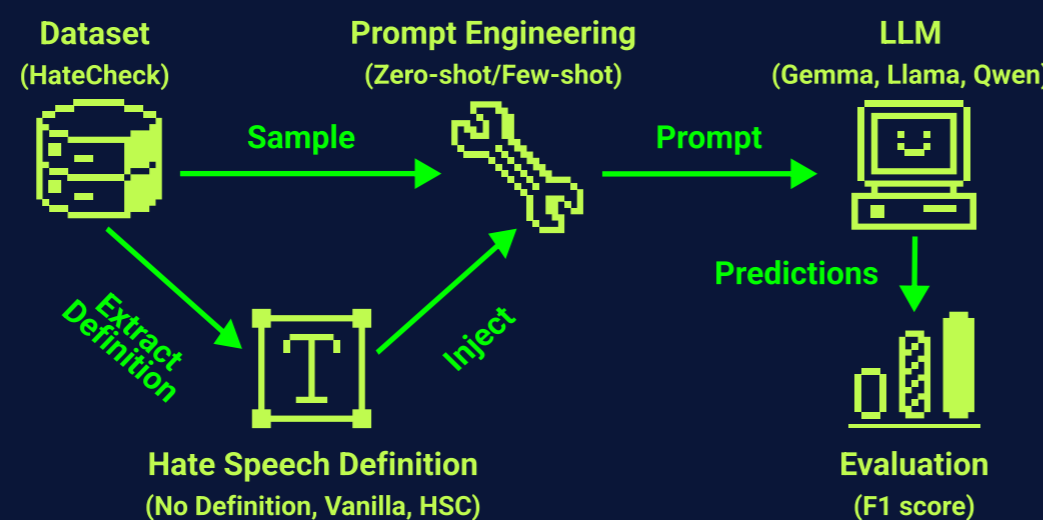 Dataset
(HateCheck)
Prompt Engineering
(Zero-shot/Few-shot)
LLM
(Gemma, Llama, Qwen)
Sample
Prompt
Predictions
Extract
Definition
Inject
T
Hate Speech Definition
(No Definition, Vanilla, HSC)
Evaluation
(F1 score)